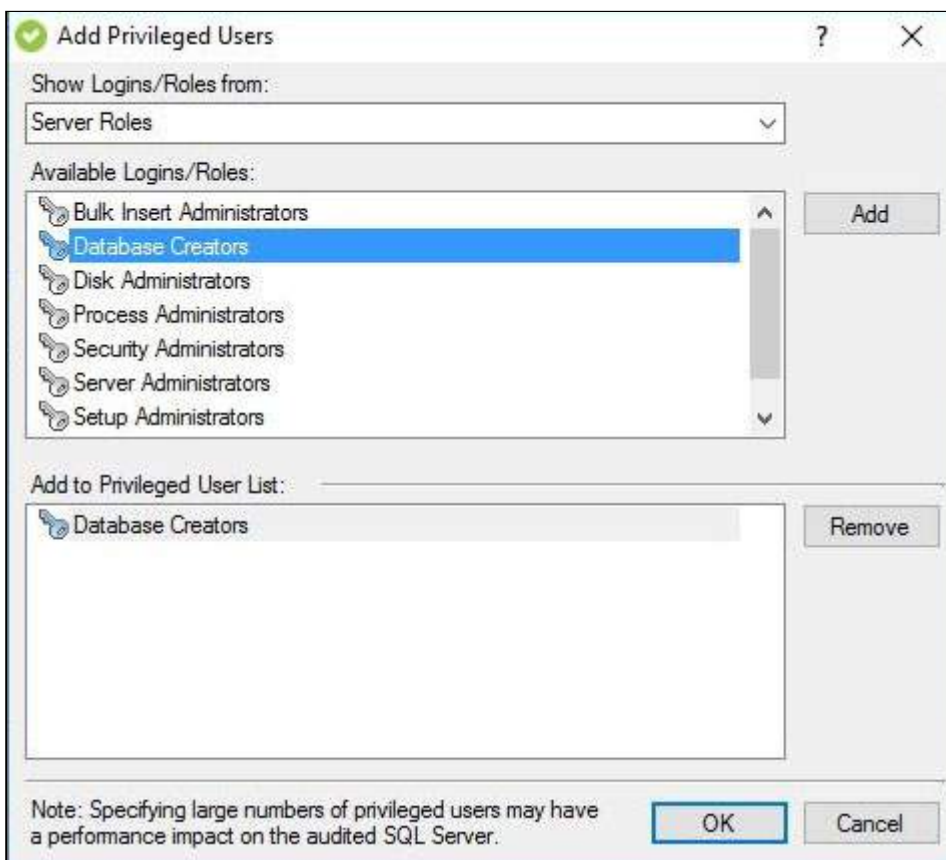 Add Privileged Users
?
Show Logins/Roles from:
Server Roles
Available Logins/Roles:
Bulk Insert Administrators
Database Creators
Disk Administrators
Process Administrators
Security Administrators
Server Administrators
Setup Administrators
Add
Add to Privileged User List:
Database Creators
Remove
Note: Specifying large numbers of privileged users may have
a performance impact on the audited SQL Server.
OK
Cancel